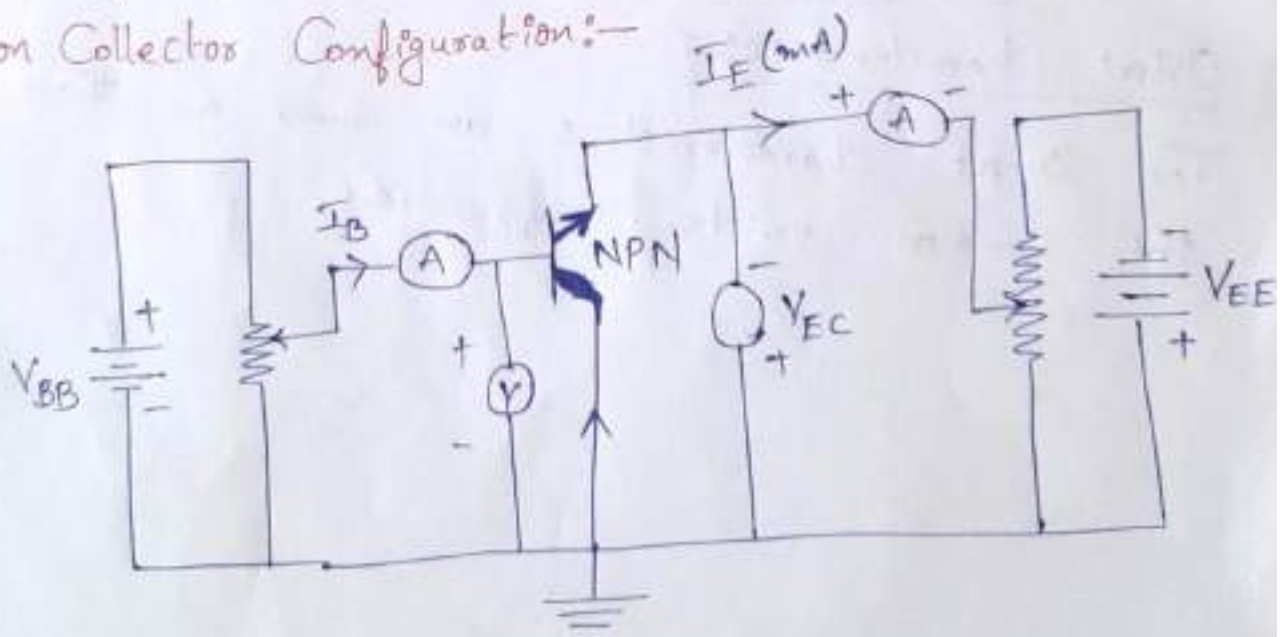 on Collector Configuration:-
IE (mA)
+ A -
IB
A
NPN
+
VBB
-
+
V
-
-
VEC
+
-
VEE
+